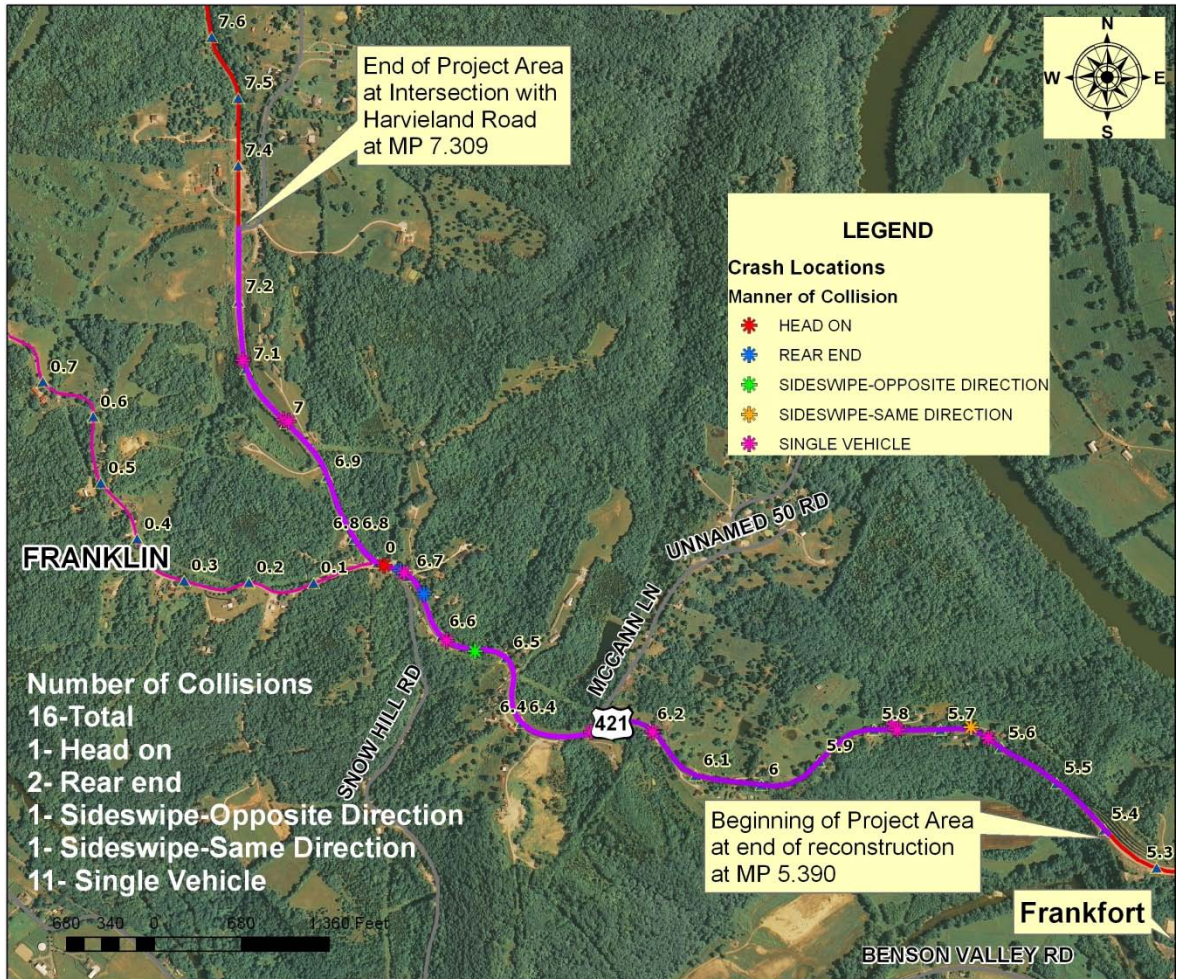 7.6
N
W E
S
End of Project Area
at Intersection with
Harvieland Road
at MP 7.309
7.5
7.4
LEGEND
Crash Locations
Manner of Collision
HEAD ON
REAR END
SIDESWIPE-OPPOSITE DIRECTION
SIDESWIPE-SAME DIRECTION
SINGLE VEHICLE
7.2
7.1
0.7
0.6
7
6.9
0.5
0.4
6.8 6.8
FRANKLIN
0.3
0.2
0.1
0
6.7
UNNAMED 50 RD
6.6
6.5
MCCANN LN
SNOW HILL RD
6.4 6.4
421
6.2
6.1
6
5.9
5.8
5.7
5.6
5.5
5.4
5.3
Number of Collisions
16-Total
1- Head on
2- Rear end
1- Sideswipe-Opposite Direction
1- Sideswipe-Same Direction
11- Single Vehicle
Beginning of Project Area
at end of reconstruction
at MP 5.390
680 340 0 680 1,360 Feet
Frankfort
BENSON VALLEY RD